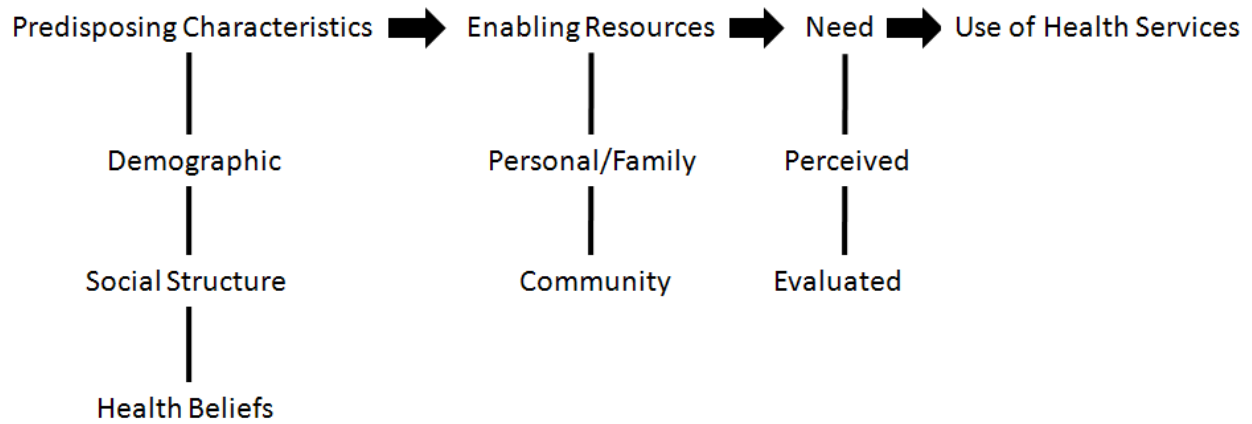 Predisposing Characteristics Enabling Resources Need Use of Health Services
Demographic Personal/Family Perceived
Social Structure Community Evaluated
Health Beliefs